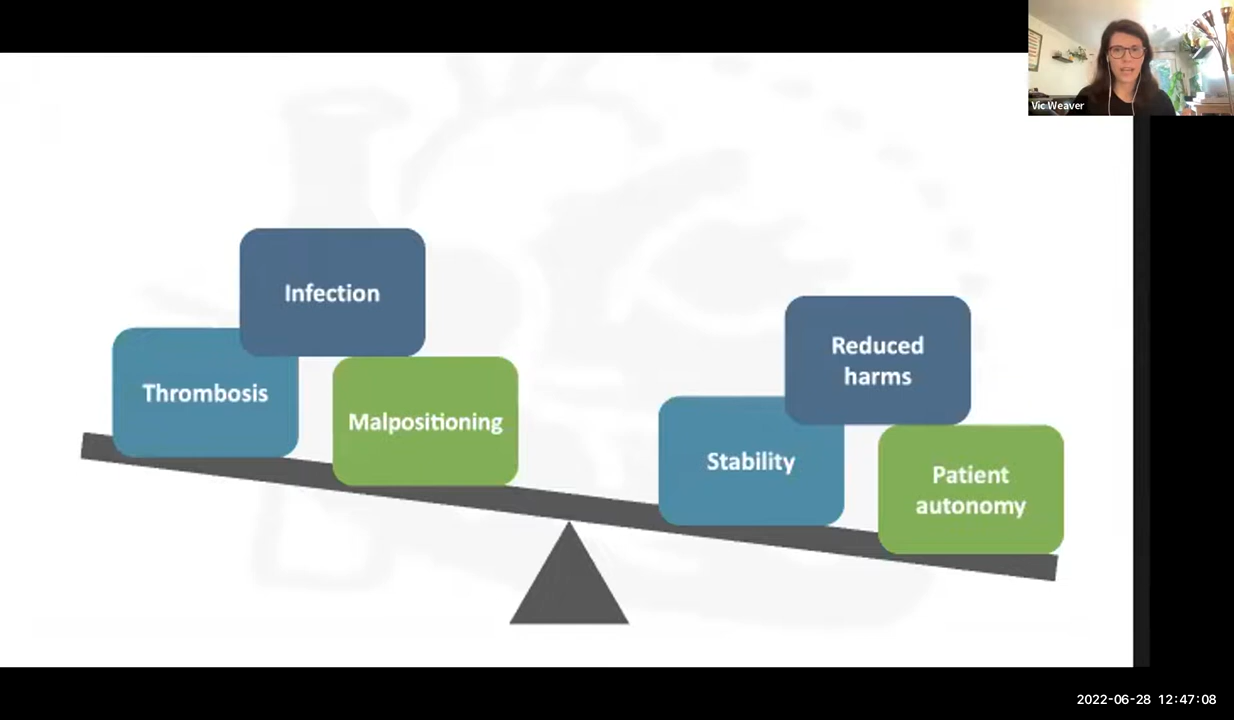 Vic Weaver
Infection
Thrombosis
Malpositioning
Reduced
harms
Stability
Patient
autonomy
2022-06-28 12:47:08